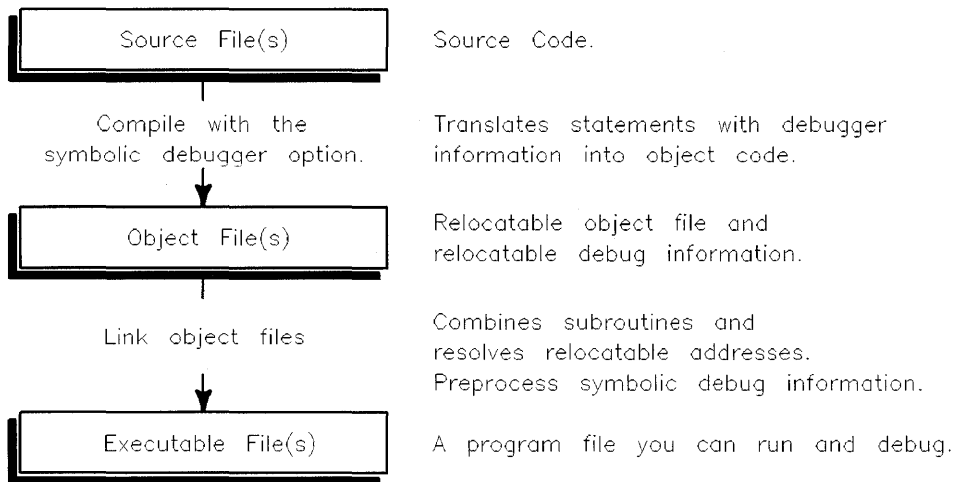 Source File(s)
Source Code.
Compile with the
symbolic debugger option.
Translates statements with debugger
information into object code.
Object File(s)
Relocatable object file and
relocatable debug information.
Link object files
Combines subroutines and
resolves relocatable addresses.
Preprocess symbolic debug information.
Executable File(s)
A program file you can run and debug.